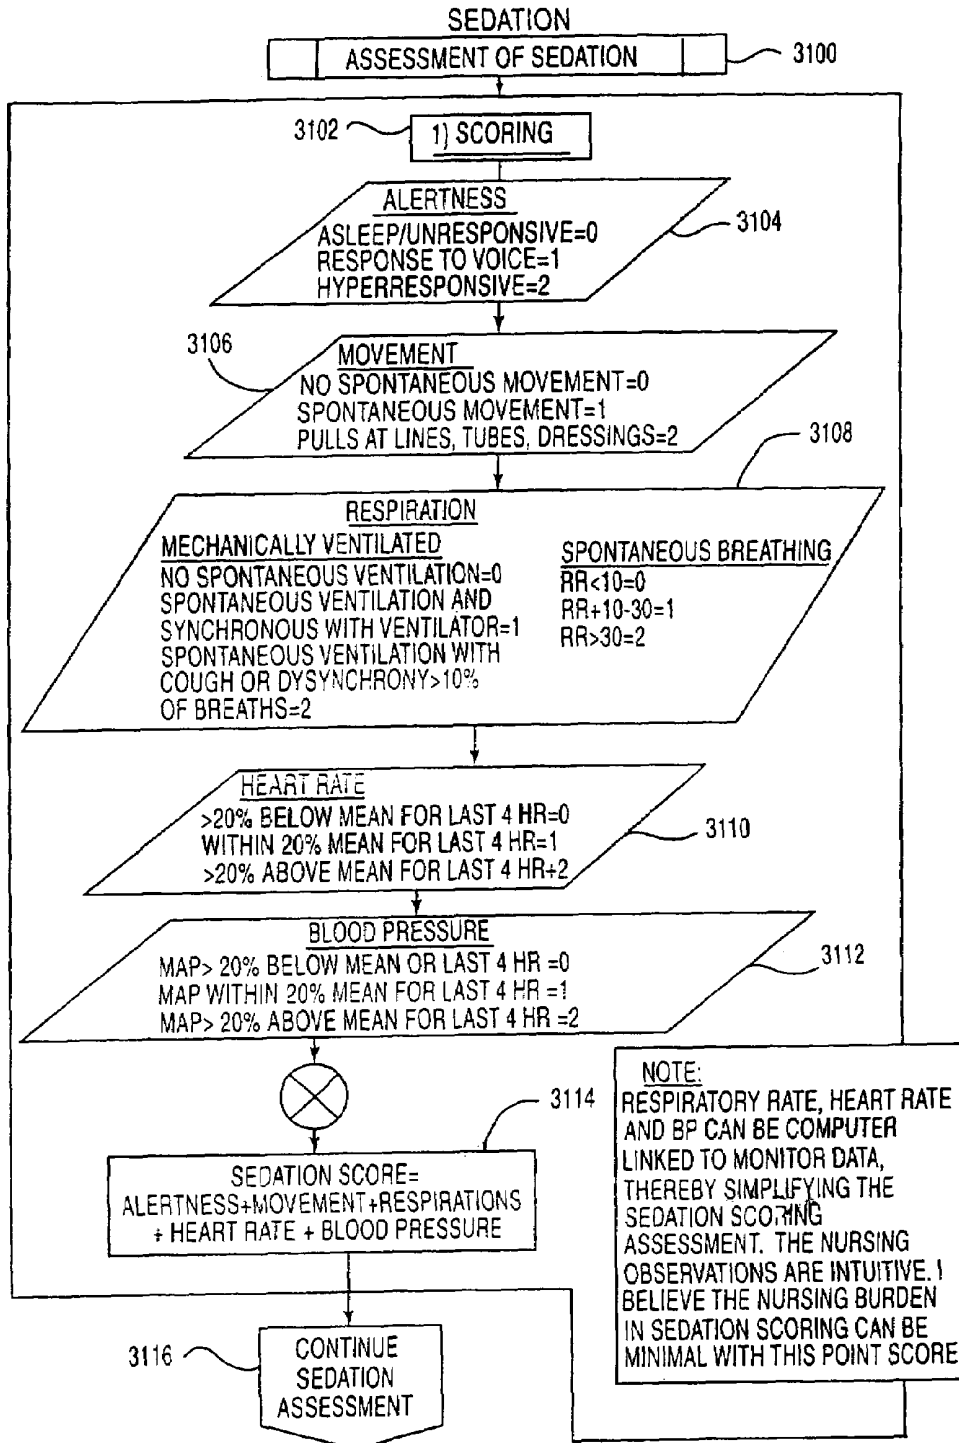 SEDATION
ASSESSMENT OF SEDATION
3100
3102
1) SCORING
ALERTNESS
ASLEEP/UNRESPONSIVE=0
RESPONSE TO VOICE=1
HYPERRESPONSIVE=2
3104
3106
MOVEMENT
NO SPONTANEOUS MOVEMENT=0
SPONTANEOUS MOVEMENT=1
PULLS AT LINES, TUBES, DRESSINGS=2
3108
RESPIRATION
MECHANICALLY VENTILATED
NO SPONTANEOUS VENTILATION=0
SPONTANEOUS VENTILATION AND
SYNCHRONOUS WITH VENTILATOR=1
SPONTANEOUS VENTILATION WITH
COUGH OR DYSYNCHRONY>10%
OF BREATHS=2
SPONTANEOUS BREATHING
RR<10=0
RR+10-30=1
RR>30=2
HEART RATE
>20% BELOW MEAN FOR LAST 4 HR=0
WITHIN 20% MEAN FOR LAST 4 HR=1
>20% ABOVE MEAN FOR LAST 4 HR+2
3110
BLOOD PRESSURE
MAP> 20% BELOW MEAN OR LAST 4 HR =0
MAP WITHIN 20% MEAN FOR LAST 4 HR =1
MAP> 20% ABOVE MEAN FOR LAST 4 HR =2
3112
3114
SEDATION SCORE=
ALERTNESS+MOVEMENT+RESPIRATIONS
+ HEART RATE + BLOOD PRESSURE
3116
CONTINUE
SEDATION
ASSESSMENT
NOTE:
RESPIRATORY RATE, HEART RATE
AND BP CAN BE COMPUTER
LINKED TO MONITOR DATA,
THEREBY SIMPLIFYING THE
SEDATION SCORING
ASSESSMENT. THE NURSING
OBSERVATIONS ARE INTUITIVE. I
BELIEVE THE NURSING BURDEN
IN SEDATION SCORING CAN BE
MINIMAL WITH THIS POINT SCORE